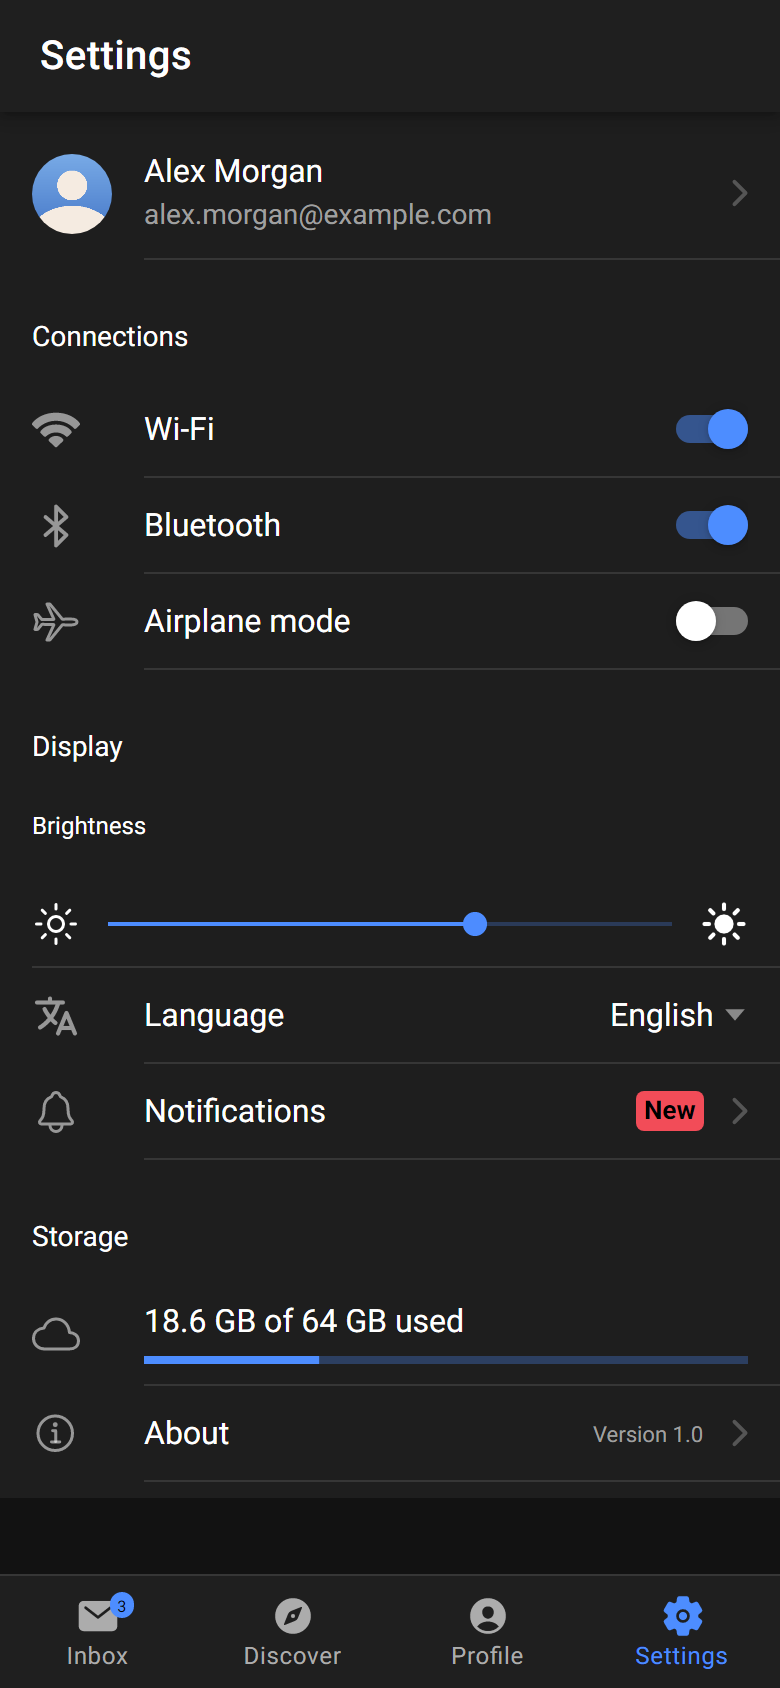 Settings
Alex Morgan
alex.morgan@example.com
Connections
Wi-Fi
Bluetooth
Airplane mode
Display
Brightness
Language English
Notifications New
Storage
18.6 GB of 64 GB used
About Version 1.0
3
Inbox Discover Profile Settings